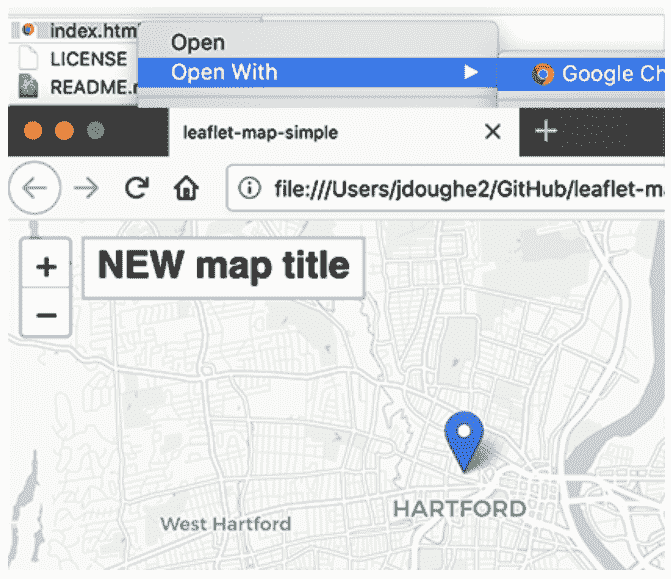 index.html
Open
LICENSE
Open With
Google Ch
README.
leaflet-map-simple
file:///Users/jdoughe2/GitHub/leaflet-ma
+
NEW map title
−
HARTFORD
West Hartford